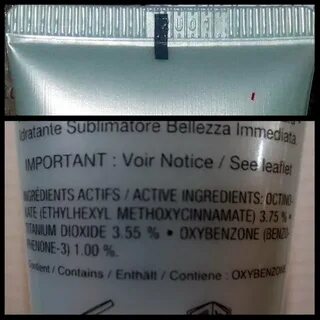 Idratante Sublimatore Bellezza Immediata.
IMPORTANT : Voir Notice / See leaflet
INGRÉDIENTS ACTIFS / ACTIVE INGREDIENTS: OCTINO-
XATE (ETHYLHEXYL METHOXYCINNAMATE) 3.75 % •
TITANIUM DIOXIDE 3.55 % • OXYBENZONE (BENZO-
PHENONE-3) 1.00 %.
Contient / Contains / Enthält / Contiene : OXYBENZONE